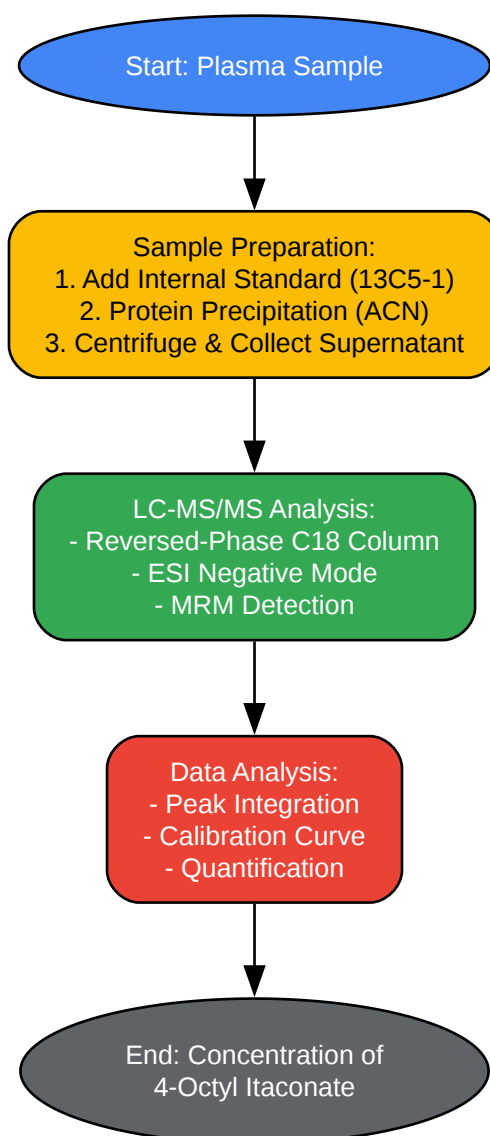 Start: Plasma Sample
Sample Preparation:
1. Add Internal Standard (13C5-1)
2. Protein Precipitation (ACN)
3. Centrifuge & Collect Supernatant
LC-MS/MS Analysis:
- Reversed-Phase C18 Column
- ESI Negative Mode
- MRM Detection
Data Analysis:
- Peak Integration
- Calibration Curve
- Quantification
End: Concentration of
4-Octyl Itaconate